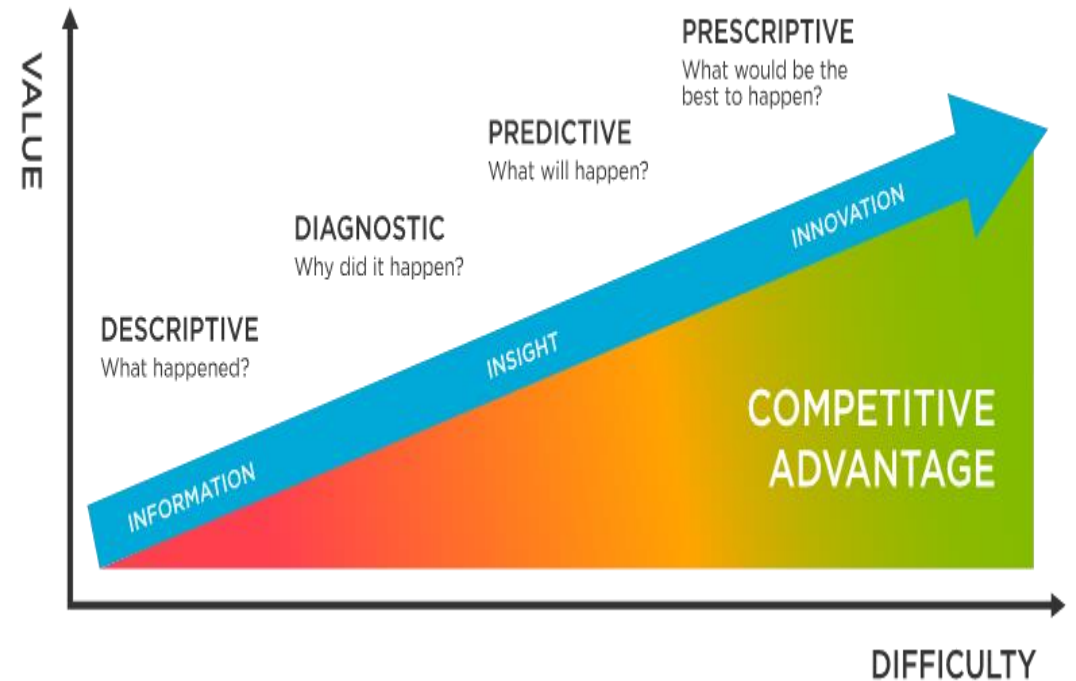 VALUE
PRESCRIPTIVE
What would be the
best to happen?
PREDICTIVE
What will happen?
DIAGNOSTIC
Why did it happen?
DESCRIPTIVE
What happened?
INFORMATION
INSIGHT
INNOVATION
COMPETITIVE
ADVANTAGE
DIFFICULTY